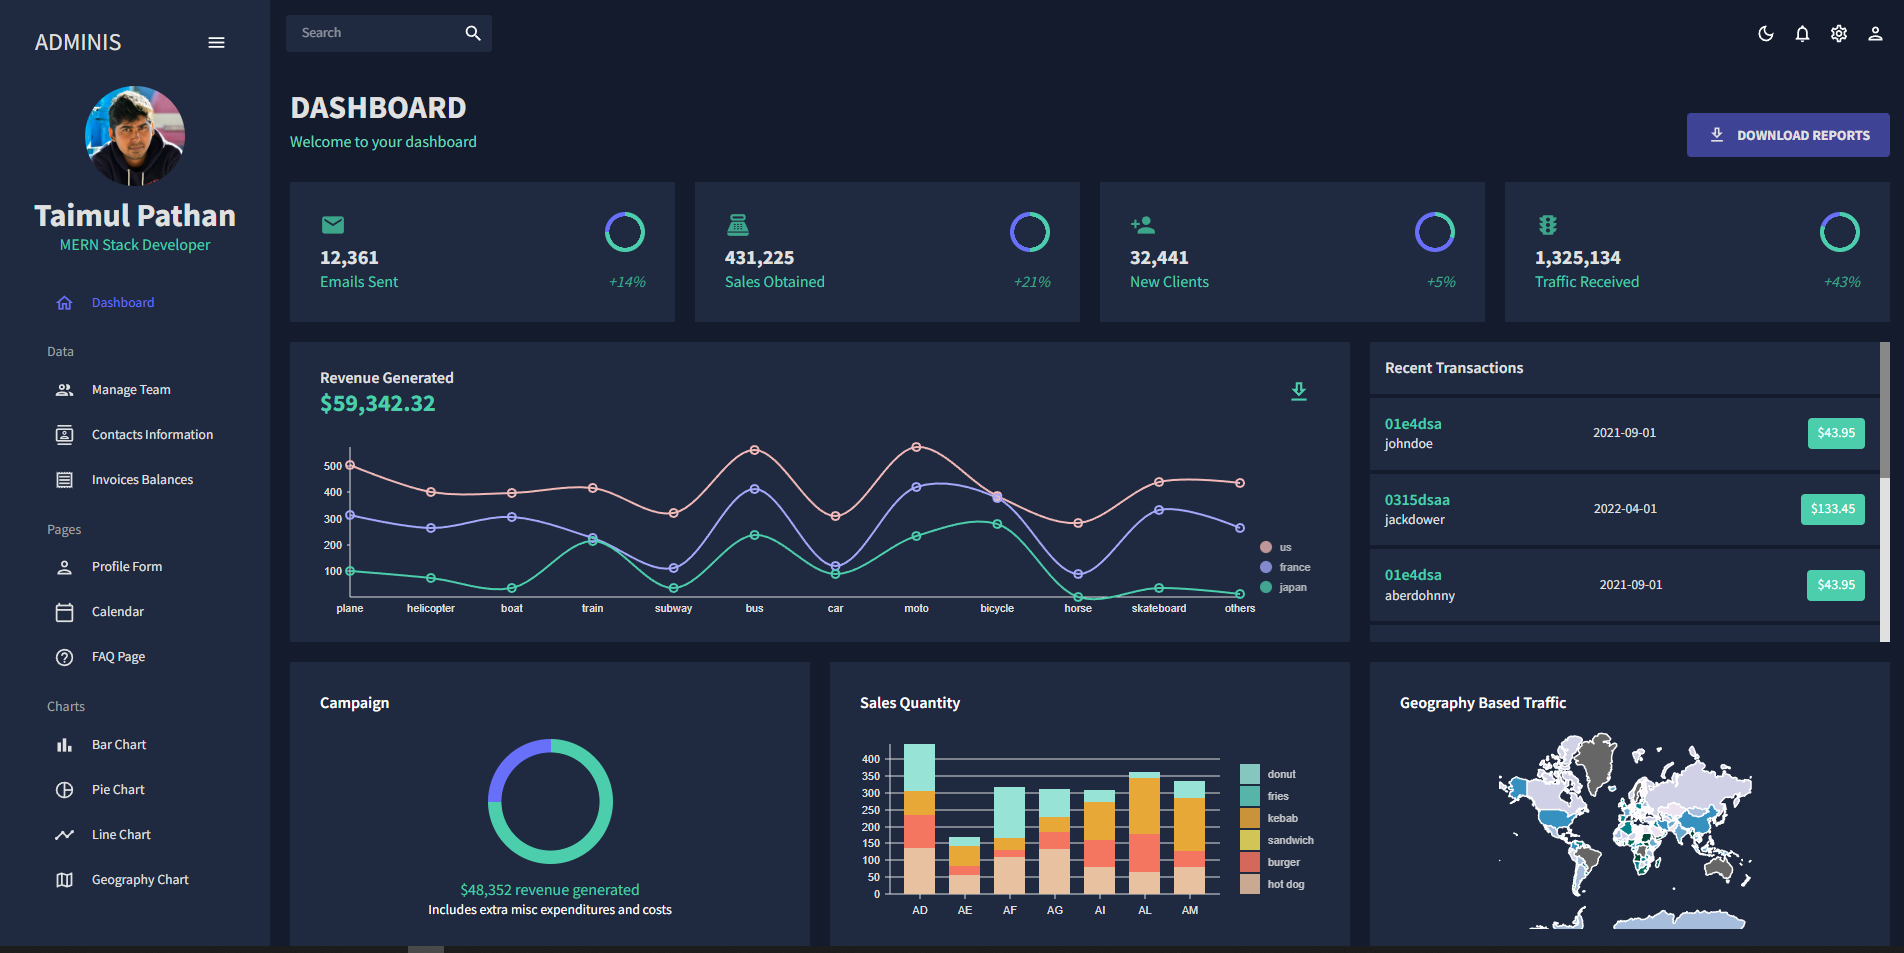 ADMINIS
Taimul Pathan
MERN Stack Developer
Dashboard
Data
Manage Team
Contacts Information
Invoices Balances
Pages
Profile Form
Calendar
FAQ Page
Charts
Bar Chart
Pie Chart
Line Chart
Geography Chart
Search
DASHBOARD
Welcome to your dashboard
DOWNLOAD REPORTS
12,361
Emails Sent +14%
431,225
Sales Obtained +21%
32,441
New Clients +5%
1,325,134
Traffic Received +43%
Revenue Generated
$59,342.32
500
400
300
200
100
plane helicopter boat train subway bus car moto bicycle horse skateboard others
us
france
japan
Recent Transactions
01e4dsa
johndoe
2021-09-01
$43.95
0315dsaa
jackdower
2022-04-01
$133.45
01e4dsa
aberdohnny
2021-09-01
$43.95
Campaign
$48,352 revenue generated
Includes extra misc expenditures and costs
Sales Quantity
400
350
300
250
200
150
100
50
0
AD AE AF AG AI AL AM
donut
fries
kebab
sandwich
burger
hot dog
Geography Based Traffic